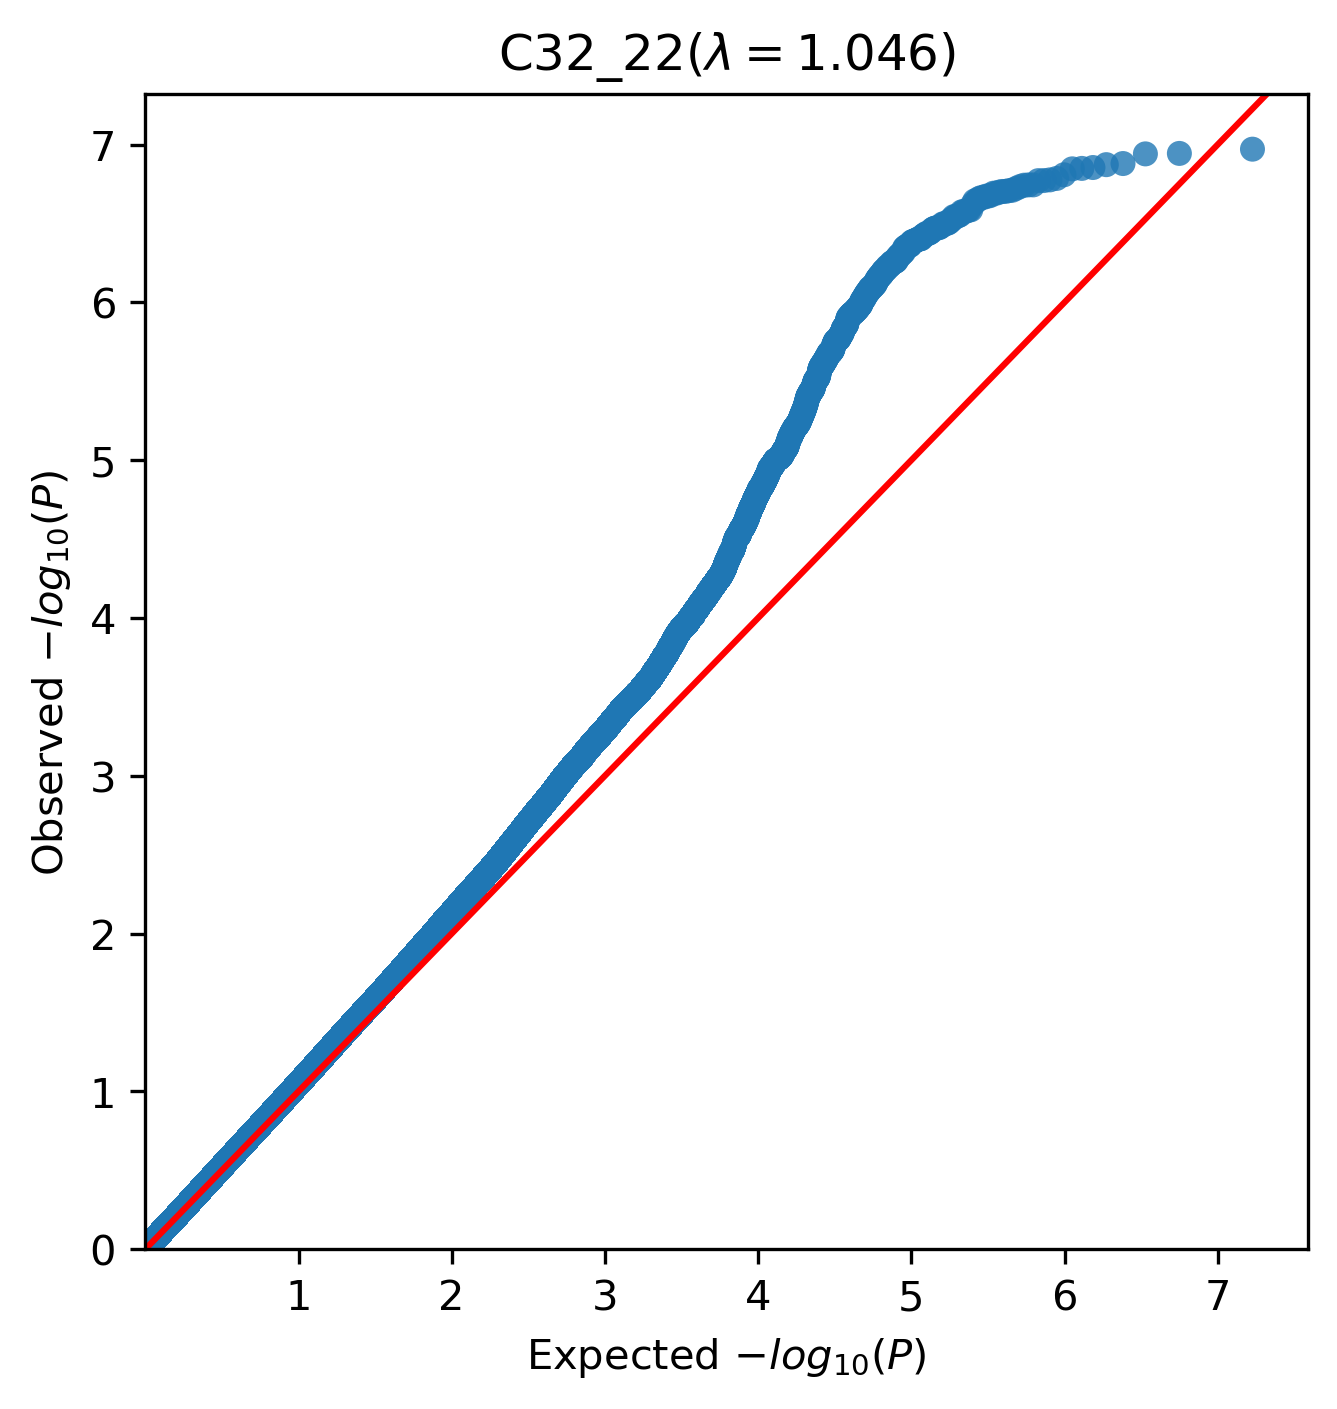 C32_22(λ = 1.046)
Observed −log₁₀(P)
7
6
5
4
3
2
1
0
1 2 3 4 5 6 7
Expected −log₁₀(P)